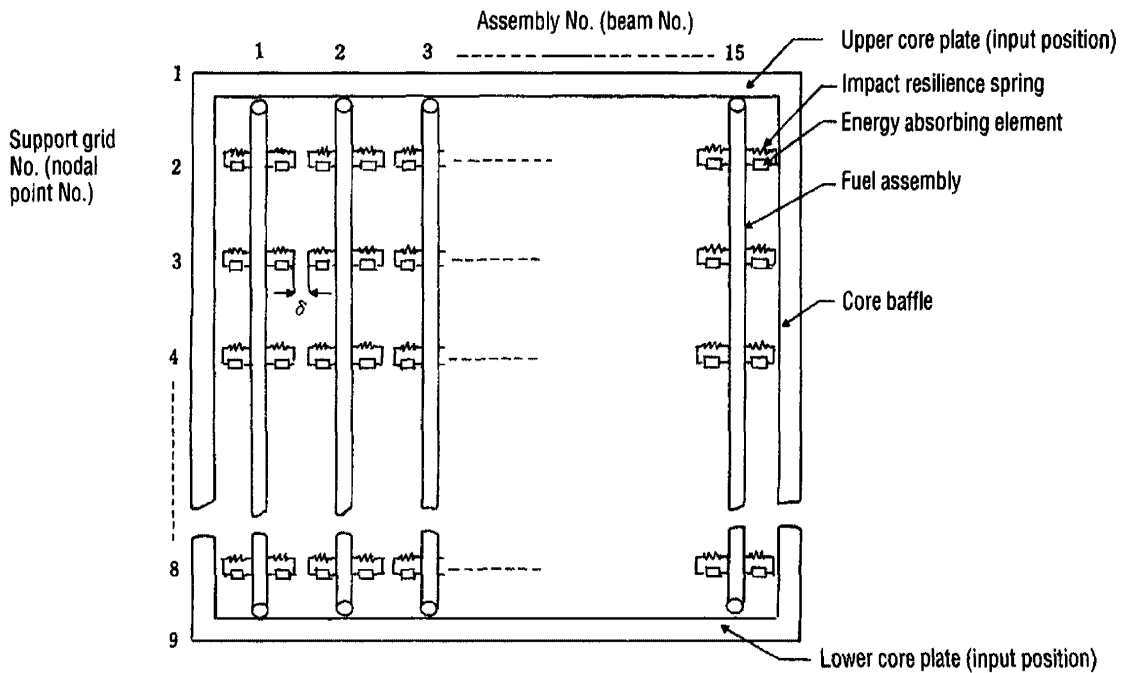 Assembly No. (beam No.)
1 2 3 15
Upper core plate (input position)
1
Impact resilience spring
Energy absorbing element
Support grid
No. (nodal
point No.)
2
Fuel assembly
3
δ
Core baffle
4
8
9
Lower core plate (input position)